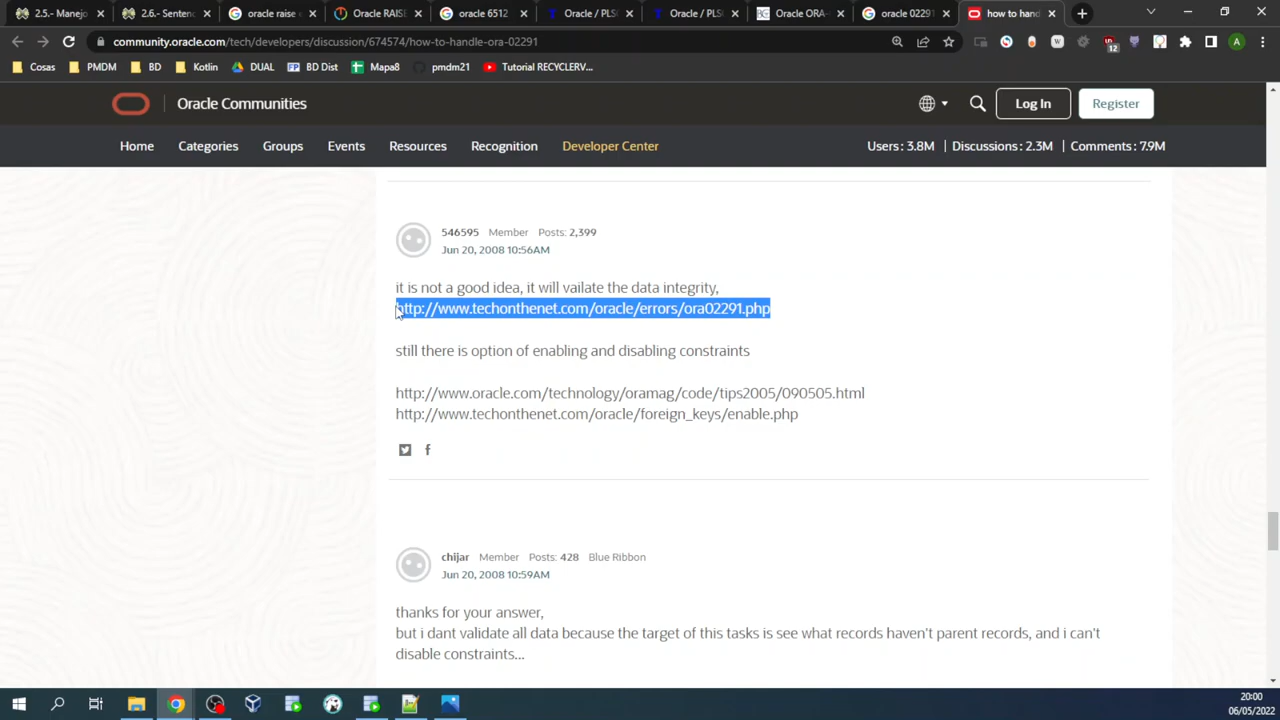 2.5.- Manejo
2.6.- Sentenc
oracle raise e
Oracle RAISE
oracle 6512
Oracle / PLSC
Oracle / PLSC
Oracle ORA-
oracle 02291
how to hand
community.oracle.com/tech/developers/discussion/674574/how-to-handle-ora-02291
12
A
Cosas
PMDM
BD
Kotlin
DUAL
FP BD Dist
Mapa8
pmdm21
Tutorial RECYCLERV...
Oracle Communities
Log In
Register
Home
Categories
Groups
Events
Resources
Recognition
Developer Center
Users : 3.8M
Discussions : 2.3M
Comments : 7.9M
546595 Member Posts: 2,399
Jun 20, 2008 10:56AM
it is not a good idea, it will vailate the data integrity,
http://www.techonthenet.com/oracle/errors/ora02291.php
still there is option of enabling and disabling constraints
http://www.oracle.com/technology/oramag/code/tips2005/090505.html
http://www.techonthenet.com/oracle/foreign_keys/enable.php
chijar Member Posts: 428 Blue Ribbon
Jun 20, 2008 10:59AM
thanks for your answer,
but i dant validate all data because the target of this tasks is see what records haven't parent records, and i can't
disable constraints...
20:00
06/05/2022